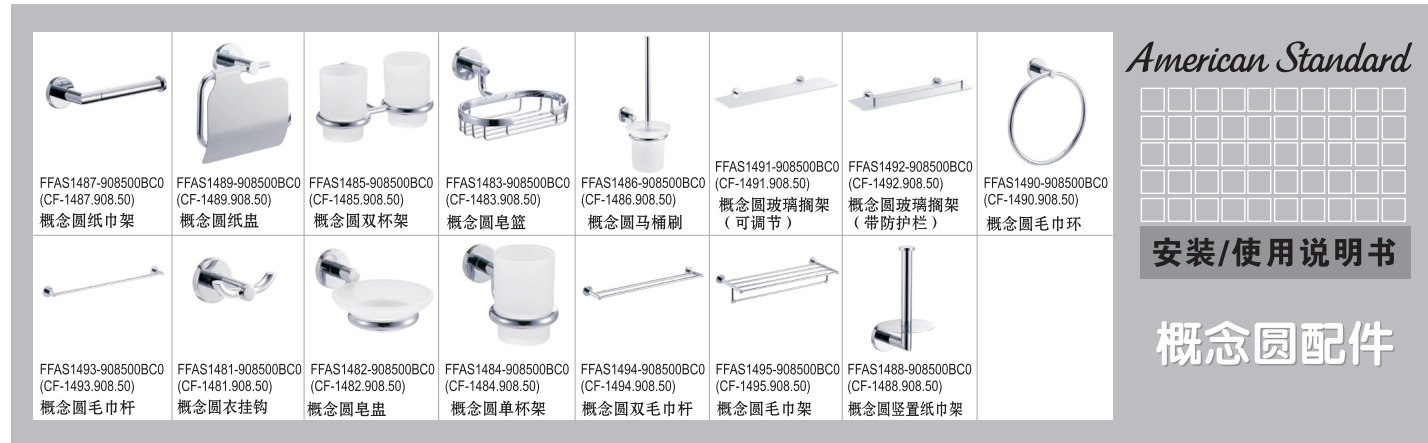 American Standard
FFAS1487-908500BC0
(CF-1487.908.50)
概念圆纸巾架
FFAS1489-908500BC0
(CF-1489.908.50)
概念圆纸盅
FFAS1485-908500BC0
(CF-1485.908.50)
概念圆双杯架
FFAS1483-908500BC0
(CF-1483.908.50)
概念圆皂篮
FFAS1486-908500BC0
(CF-1486.908.50)
概念圆马桶刷
FFAS1491-908500BC0
(CF-1491.908.50)
概念圆玻璃搁架
(可调节)
FFAS1492-908500BC0
(CF-1492.908.50)
概念圆玻璃搁架
(带防护栏)
FFAS1490-908500BC0
(CF-1490.908.50)
概念圆毛巾环
FFAS1493-908500BC0
(CF-1493.908.50)
概念圆毛巾杆
FFAS1481-908500BC0
(CF-1481.908.50)
概念圆衣挂钩
FFAS1482-908500BC0
(CF-1482.908.50)
概念圆皂盅
FFAS1484-908500BC0
(CF-1484.908.50)
概念圆单杯架
FFAS1494-908500BC0
(CF-1494.908.50)
概念圆双毛巾杆
FFAS1495-908500BC0
(CF-1495.908.50)
概念圆毛巾架
FFAS1488-908500BC0
(CF-1488.908.50)
概念圆竖置纸巾架
安装/使用说明书
概念圆配件